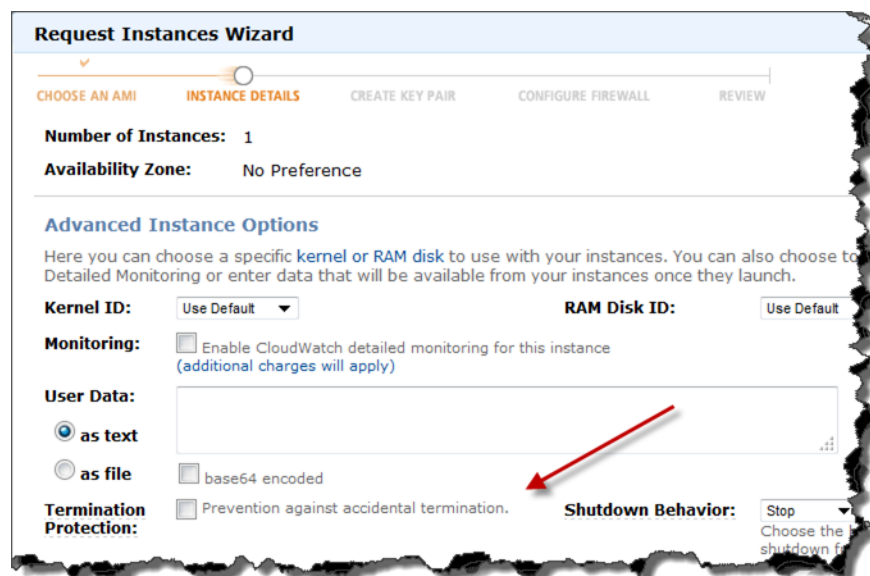 Request Instances Wizard
CHOOSE AN AMI INSTANCE DETAILS CREATE KEY PAIR CONFIGURE FIREWALL REVIEW
Number of Instances: 1
Availability Zone: No Preference
Advanced Instance Options
Here you can choose a specific kernel or RAM disk to use with your instances. You can also choose to
Detailed Monitoring or enter data that will be available from your instances once they launch.
Kernel ID: Use Default RAM Disk ID: Use Default
Monitoring: Enable CloudWatch detailed monitoring for this instance
(additional charges will apply)
User Data:
as text
as file base64 encoded
Termination Prevention against accidental termination. Shutdown Behavior: Stop
Protection:
Choose the
shutdown